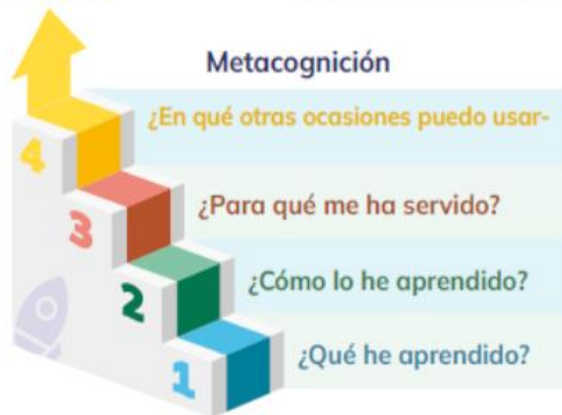 Metacognición
4 ¿En qué otras ocasiones puedo usar-
3 ¿Para qué me ha servido?
2 ¿Cómo lo he aprendido?
1 ¿Qué he aprendido?